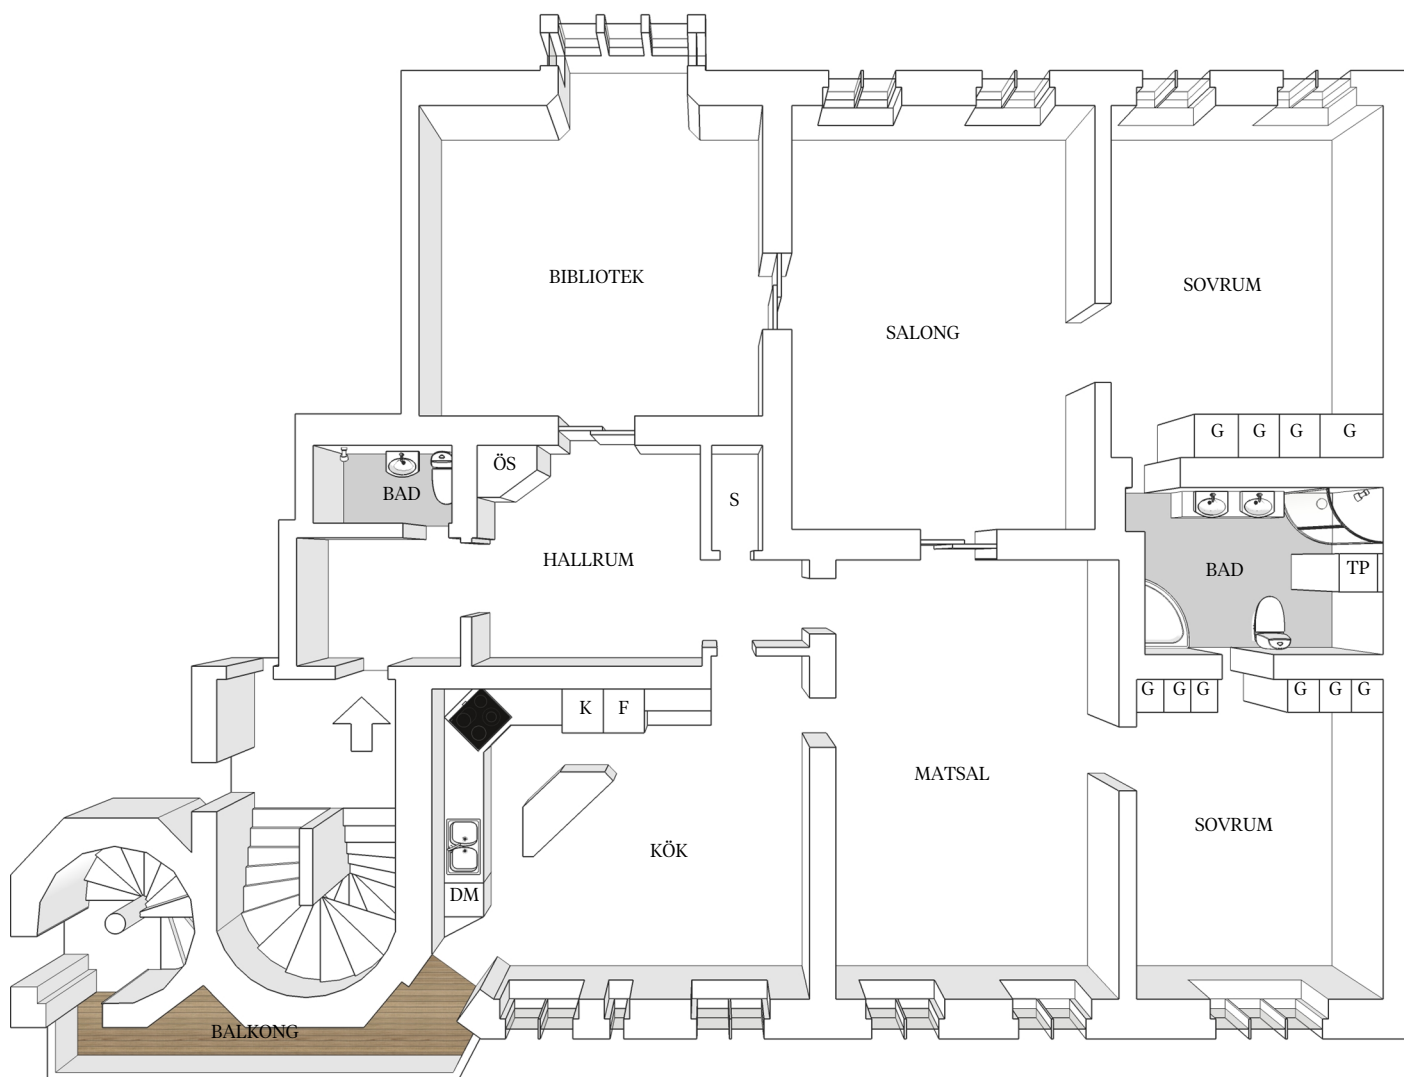 BIBLIOTEK
SOVRUM
SALONG
G G G G
ÖS
BAD
S
HALLRUM
BAD
TP
G G G
G G G
K F
MATSAL
SOVRUM
KÖK
DM
BALKONG